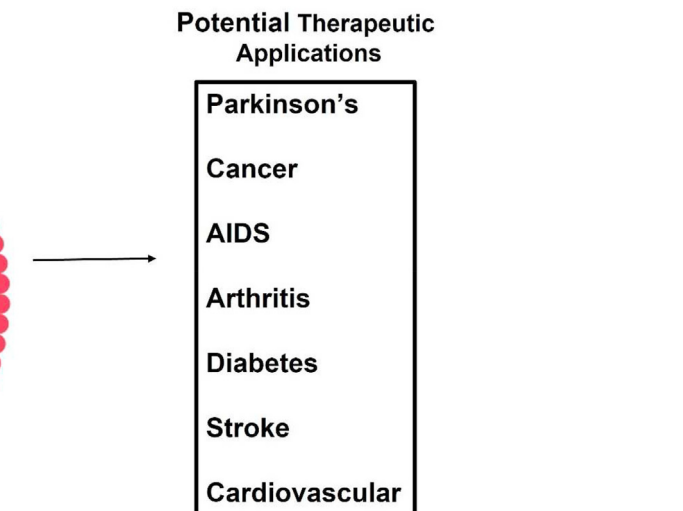 Potential Therapeutic
Applications
Parkinson's
Cancer
AIDS
Arthritis
Diabetes
Stroke
Cardiovascular